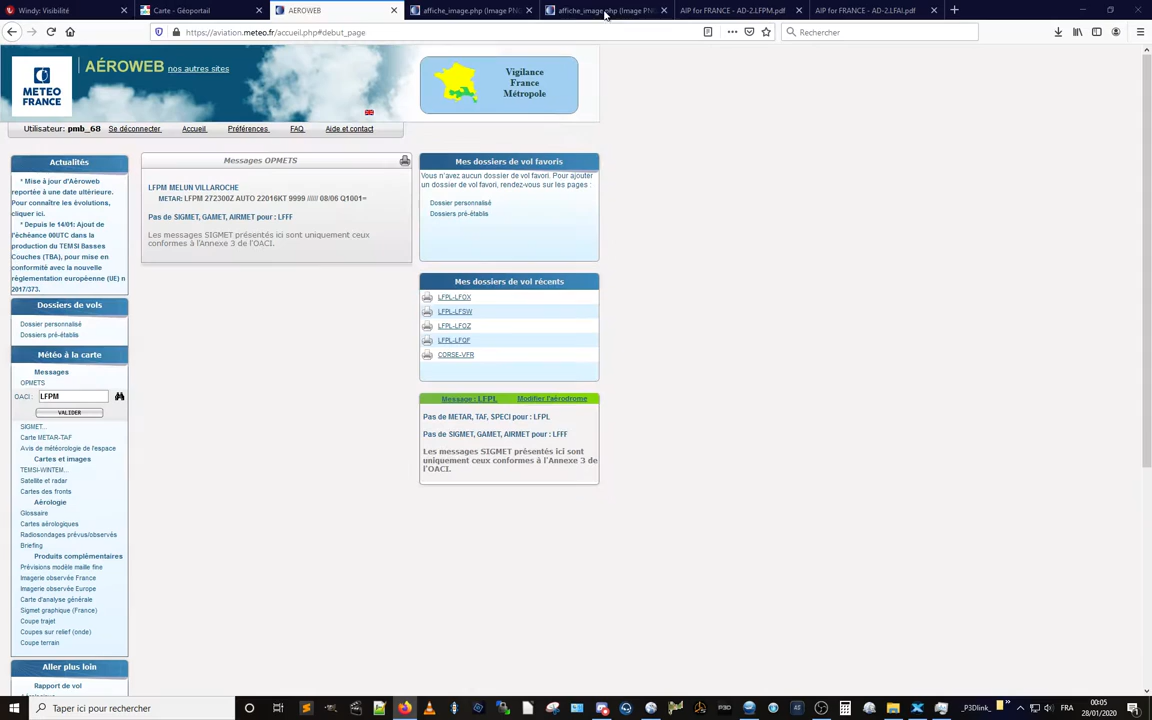 Windy: Visibilité
Carte - Géoportail
AEROWEB
affiche_image.php (Image PN
affiche_image.php (Image PN
AIP for FRANCE - AD-2.LFPM.pdf
AIP for FRANCE - AD-2.LFAI.pdf
https://aviation.meteo.fr/accueil.php#debut_page
Rechercher
METEO
FRANCE
AÉROWEB nos autres sites
Vigilance
France
Métropole
Utilisateur: pmb_68 Se déconnecter Accueil Préférences FAQ Aide et contact
Actualités
* Mise à jour d'Aéroweb
reportée à une date ultérieure.
Pour connaître les évolutions,
cliquer ici.
* Depuis le 14/01: Ajout de
l'échéance 00UTC dans la
production du TEMSI Basses
Couches (TBA), pour mise en
conformité avec la nouvelle
règlementation européenne (UE) n
2017/373.
Dossiers de vols
Dossier personnalisé
Dossiers pré-établis
Météo à la carte
Messages
OPMETS
OACI : LFPM
VALIDER
SIGMET...
Carte METAR-TAF
Avis de météorologie de l'espace
Cartes et images
TEMSI-WINTEM...
Satellite et radar
Cartes des fronts
Aérologie
Glossaire
Cartes aérologiques
Radiosondages prévus/observés
Briefing
Produits complémentaires
Prévisions modèle maille fine
Imagerie observée France
Imagerie observée Europe
Carte d'analyse générale
Sigmet graphique (France)
Coupe trajet
Coupes sur relief (onde)
Coupe terrain
Aller plus loin
Rapport de vol
Messages OPMETS
LFPM MELUN VILLAROCHE
METAR: LFPM 272300Z AUTO 22016KT 9999 ///// 08/06 Q1001=
Pas de SIGMET, GAMET, AIRMET pour : LFFF
Les messages SIGMET présentés ici sont uniquement ceux
conformes à l'Annexe 3 de l'OACI.
Mes dossiers de vol favoris
Vous n'avez aucun dossier de vol favori. Pour ajouter
un dossier de vol favori, rendez-vous sur les pages :
Dossier personnalisé
Dossiers pré-établis
Mes dossiers de vol récents
LFPL-LFOX
LFPL-LFSW
LFPL-LFOZ
LFPL-LFQF
CORSE-VFR
Message : LFPL Modifier l'aérodrome
Pas de METAR, TAF, SPECI pour : LFPL
Pas de SIGMET, GAMET, AIRMET pour : LFFF
Les messages SIGMET présentés ici sont
uniquement ceux conformes à l'Annexe 3 de
l'OACI.
Taper ici pour rechercher
P3D
_P3Dlink_
FRA
00:05
28/01/2020